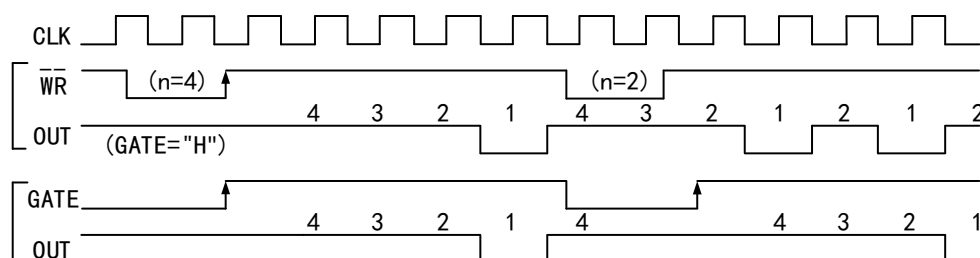 CLK
WR (n=4) (n=2)
4 3 2 1 4 3 2 1 2 1 2
OUT (GATE="H")
GATE
4 3 2 1 4 4 3 2 1
OUT